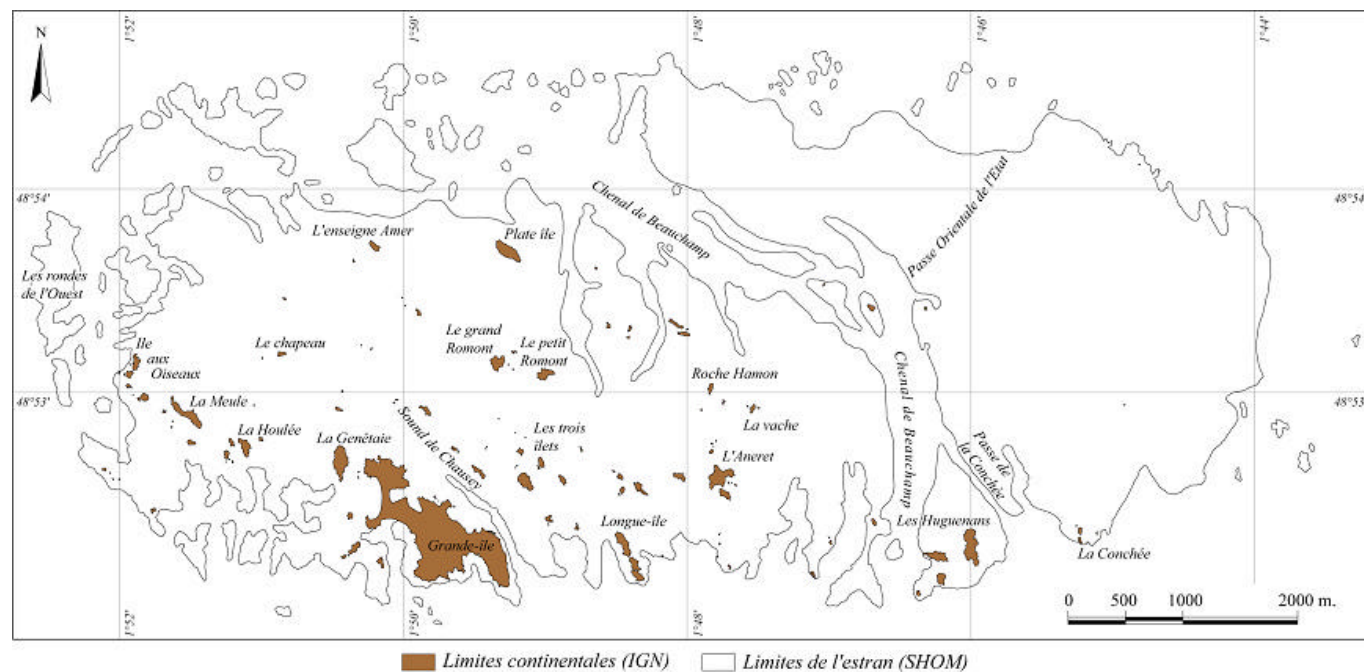 N
1°52'
1°50'
1°48'
1°46'
1°44'
48°54'
48°54'
Chenal de Beauchamp
Passe Orientale de l'Etat
L'enseigne Amer
Plate île
Les rondes
de l'Ouest
Ile
aux
Oiseaux
Le chapeau
Le grand
Romont
Le petit
Romont
Roche Hamon
48°53'
48°53'
La Meule
La Houlée
La Genêtaie
Sound de Chausey
Les trois
îlets
La vache
L'Aneret
Chenal de Beauchamp
Passe de
la Conchée
Grande-île
Longue-île
Les Huguenans
La Conchée
0 500 1000 2000 m.
1°52'
1°50'
1°48'
1°46'
Limites continentales (IGN)
Limites de l'estran (SHOM)